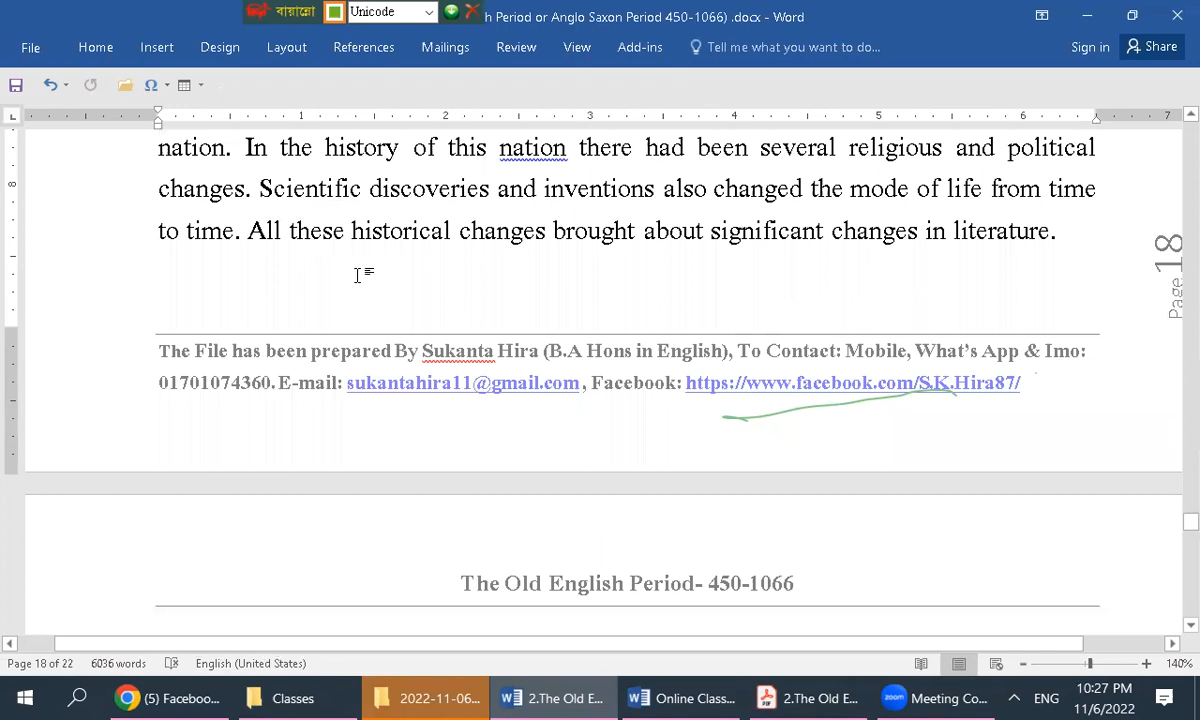 বায়ান্নো Unicode h Period or Anglo Saxon Period 450-1066) .docx - Word
File Home Insert Design Layout References Mailings Review View Add-ins Tell me what you want to do... Sign in Share
1 2 3 4 5 6 7
nation. In the history of this nation there had been several religious and political
changes. Scientific discoveries and inventions also changed the mode of life from time
to time. All these historical changes brought about significant changes in literature.
Page 18
The File has been prepared By Sukanta Hira (B.A Hons in English), To Contact: Mobile, What's App & Imo:
01701074360. E-mail: sukantahira11@gmail.com, Facebook: https://www.facebook.com/S.K.Hira87/
The Old English Period- 450-1066
Page 18 of 22 6036 words English (United States) 140%
(5) Faceboo... Classes 2022-11-06... 2.The Old E... Online Class... 2.The Old E... Meeting Co... ENG 10:27 PM
11/6/2022